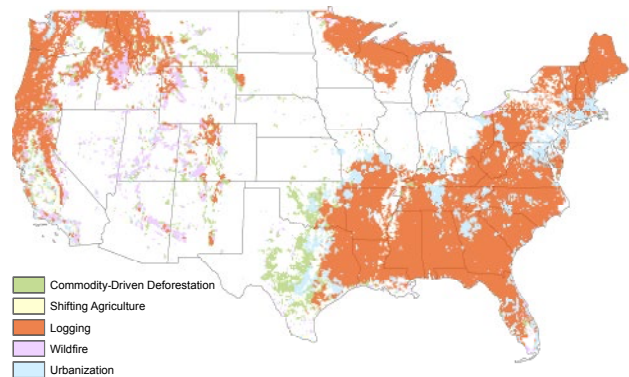 Commodity-Driven Deforestation
Shifting Agriculture
Logging
Wildfire
Urbanization